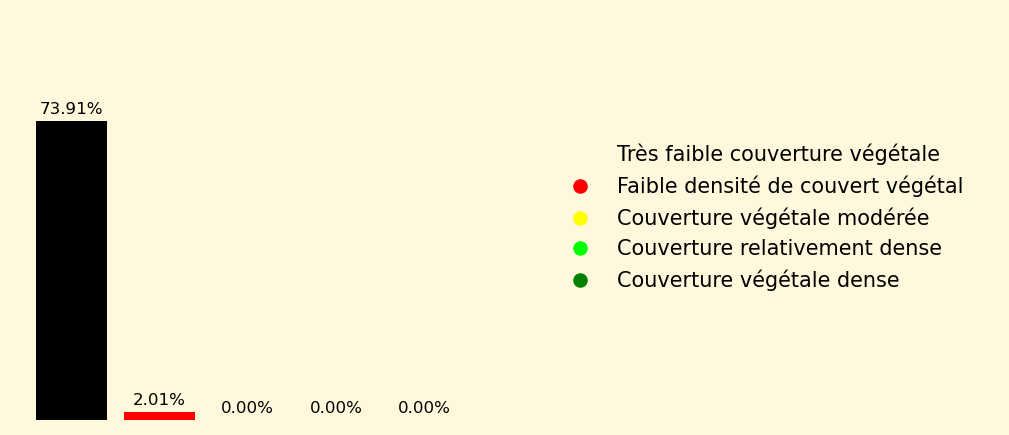 73.91%
2.01%
0.00%
0.00%
0.00%
Très faible couverture végétale
Faible densité de couvert végétal
Couverture végétale modérée
Couverture relativement dense
Couverture végétale dense